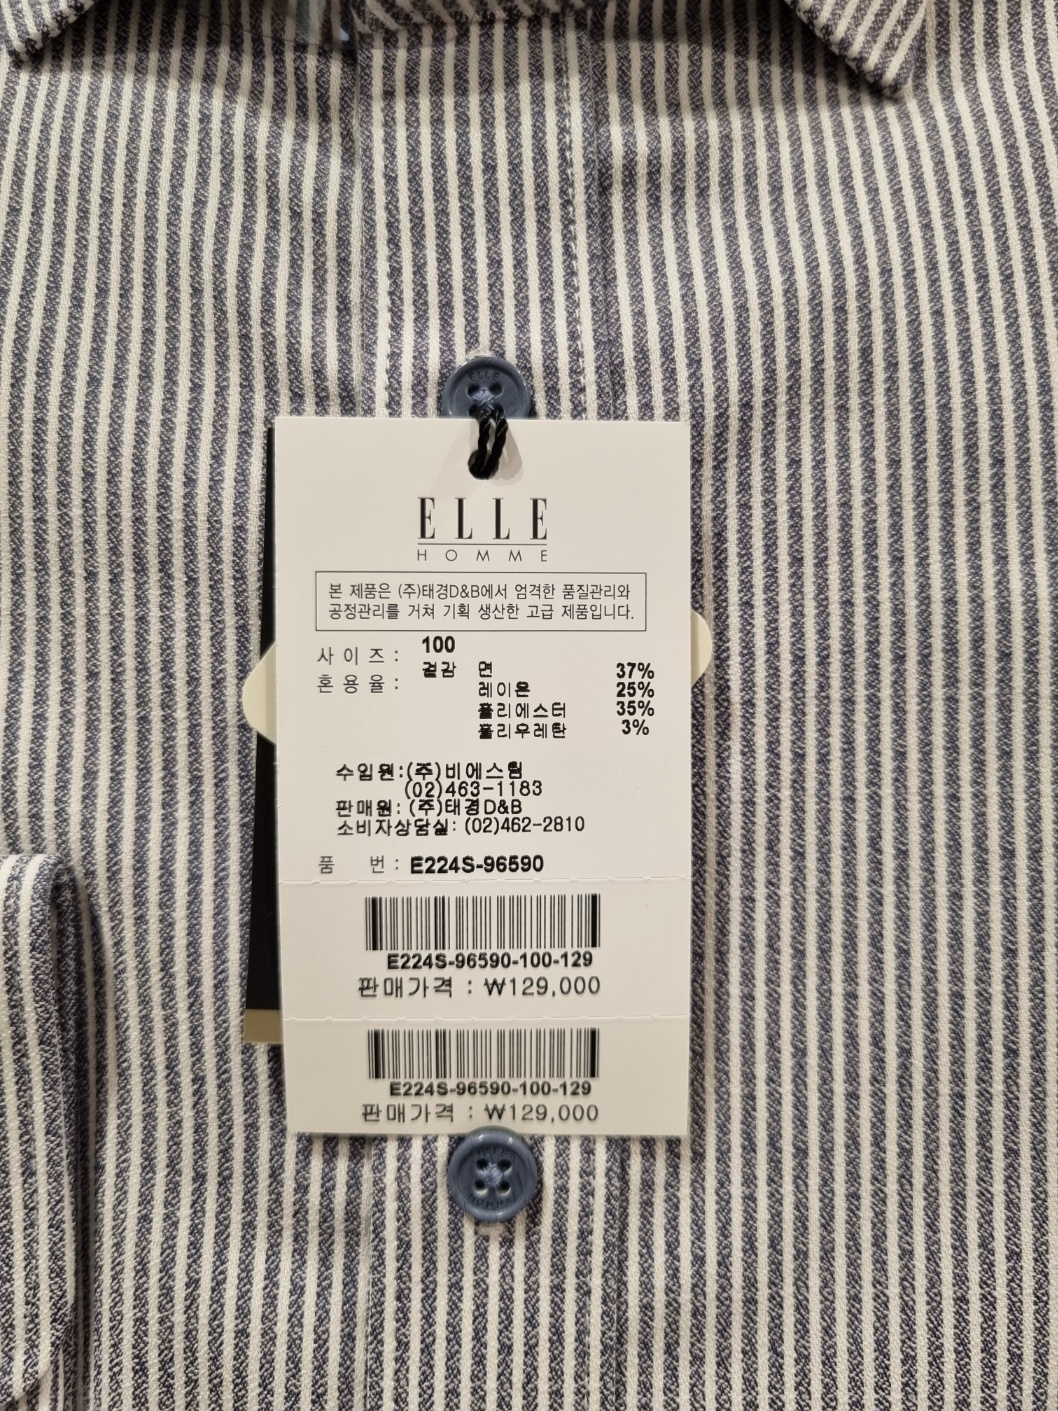 ELLE
HOMME
본 제품은 (주)태경D&B에서 엄격한 품질관리와
공정관리를 거쳐 기획 생산한 고급 제품입니다.
사이즈: 100
혼용율: 겉감 면 37%
레이온 25%
폴리에스터 35%
폴리우레탄 3%
수입원:(주)비에스팀
(02)463-1183
판매원: (주)태경D&B
소비자상담실: (02)462-2810
품 번: E224S-96590
E224S-96590-100-129
판매가격 : ₩129,000
E224S-96590-100-129
판매가격 : ₩129,000